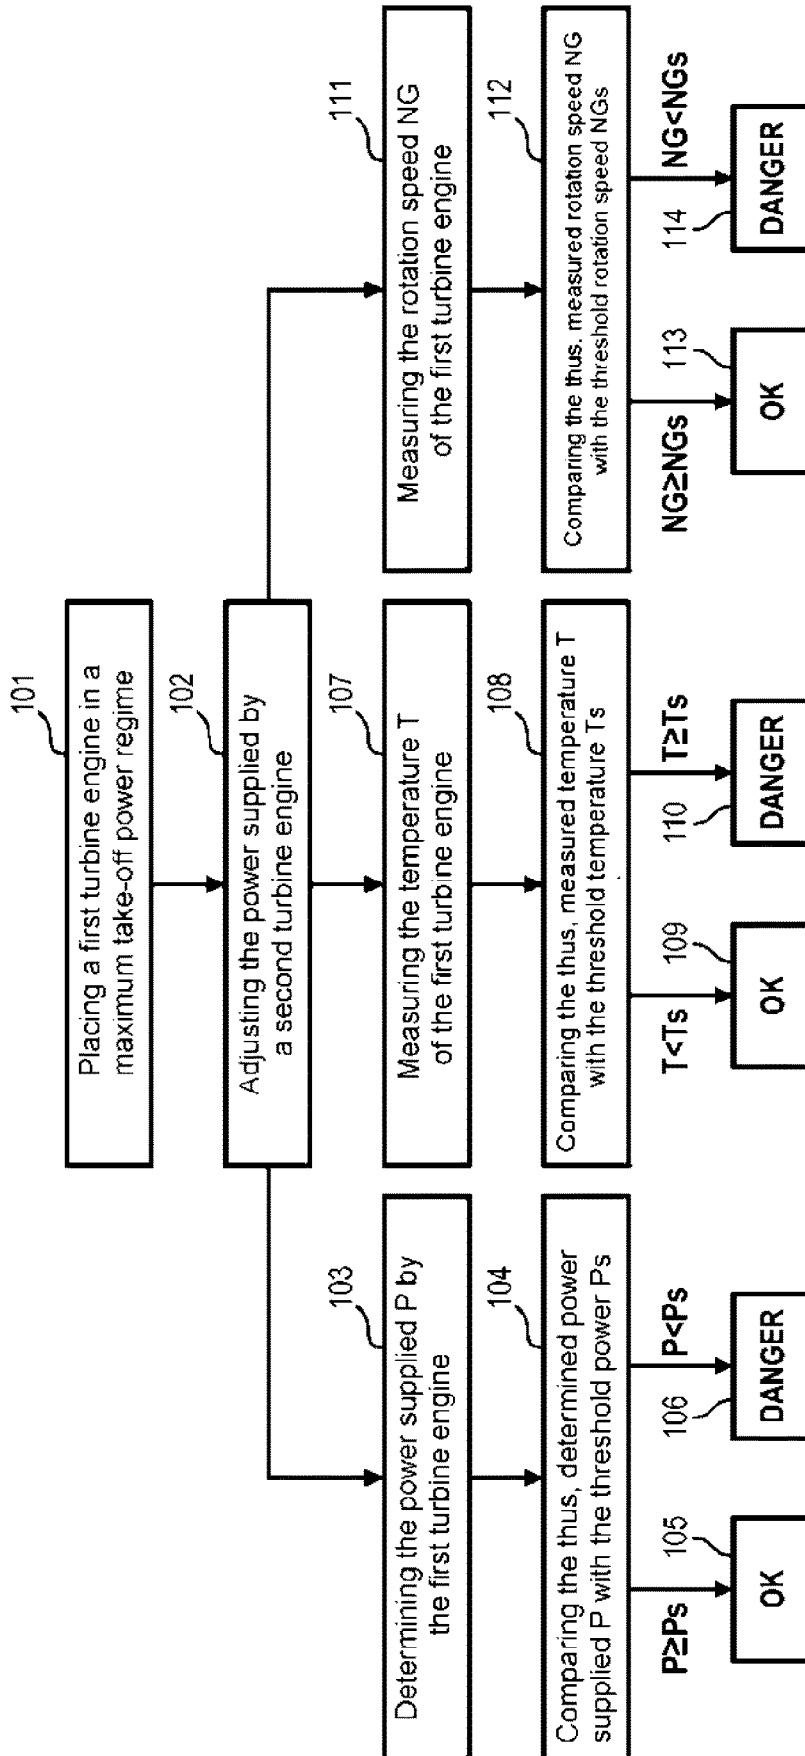 101
Placing a first turbine engine in a
maximum take-off power regime
102
Adjusting the power supplied by
a second turbine engine
103
Determining the power supplied P by
the first turbine engine
104
Comparing the thus, determined power
supplied P with the threshold power Ps
P≥Ps
P<Ps
105
OK
106
DANGER
107
Measuring the temperature T
of the first turbine engine
108
Comparing the thus, measured temperature T
with the threshold temperature Ts
T<Ts
T≥Ts
109
OK
110
DANGER
111
Measuring the rotation speed NG
of the first turbine engine
112
Comparing the thus. measured rotation speed NG
with the threshold rotation speed NGs
NG≥NGs
NG<NGs
113
OK
114
DANGER